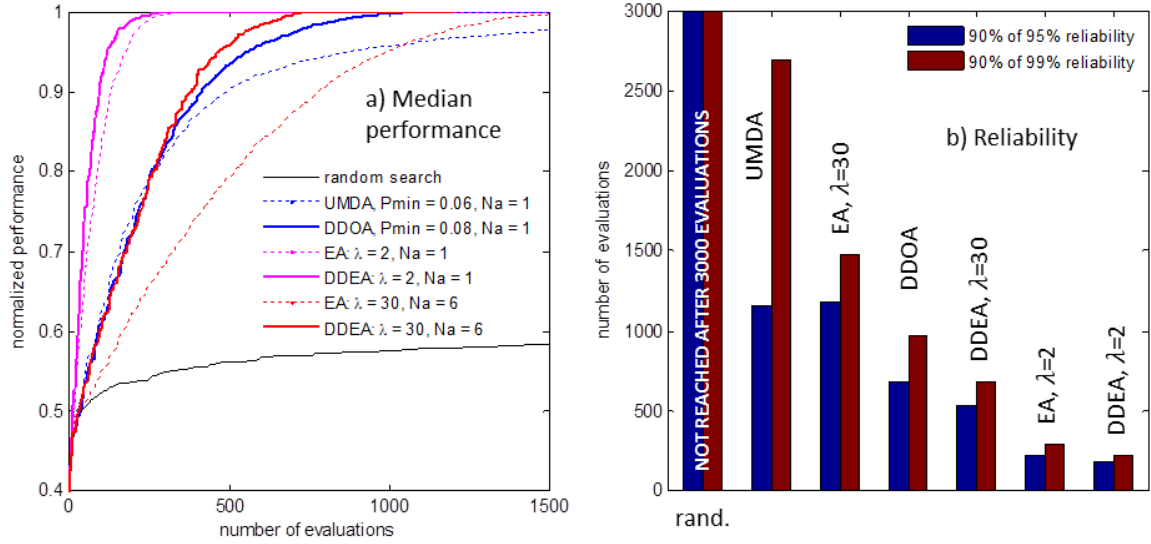 1
0.9
0.8
0.7
0.6
0.5
0.4
normalized performance
0
500
1000
1500
number of evaluations
a) Median
performance
random search
UMDA, Pmin = 0.06, Na = 1
DDOA, Pmin = 0.08, Na = 1
EA: λ = 2, Na = 1
DDEA: λ = 2, Na = 1
EA: λ = 30, Na = 6
DDEA: λ = 30, Na = 6
3000
2500
2000
1500
1000
500
0
number of evaluations
90% of 95% reliability
90% of 99% reliability
b) Reliability
NOT REACHED AFTER 3000 EVALUATIONS
UMDA
EA, λ=30
DDOA
DDEA, λ=30
EA, λ=2
DDEA, λ=2
rand.